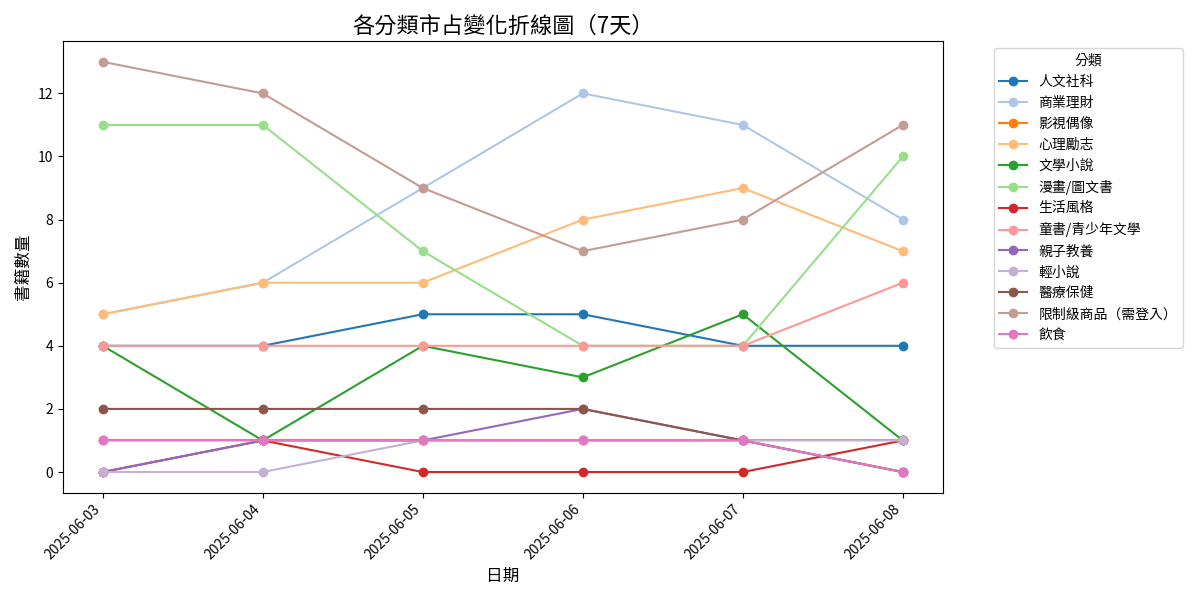 各分類市占變化折線圖（7天）
書籍數量
12
10
8
6
4
2
0
2025-06-03
2025-06-04
2025-06-05
2025-06-06
2025-06-07
2025-06-08
日期
分類
人文社科
商業理財
影視偶像
心理勵志
文學小說
漫畫/圖文書
生活風格
童書/青少年文學
親子教養
輕小說
醫療保健
限制級商品（需登入）
飲食